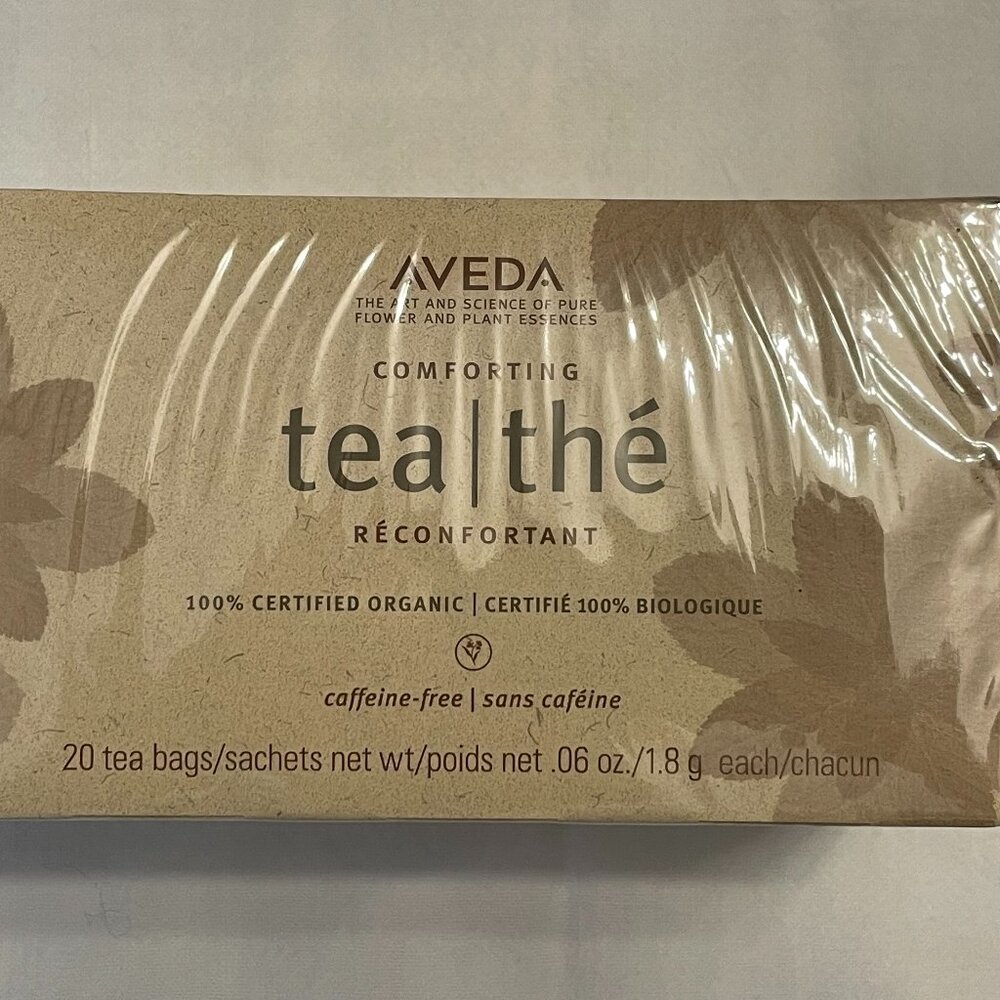 AVEDA
THE ART AND SCIENCE OF PURE
FLOWER AND PLANT ESSENCES
COMFORTING
tea|thé
RÉCONFORTANT
100% CERTIFIED ORGANIC | CERTIFIÉ 100% BIOLOGIQUE
caffeine-free | sans caféine
20 tea bags/sachets net wt/poids net .06 oz./1.8 g each/chacun